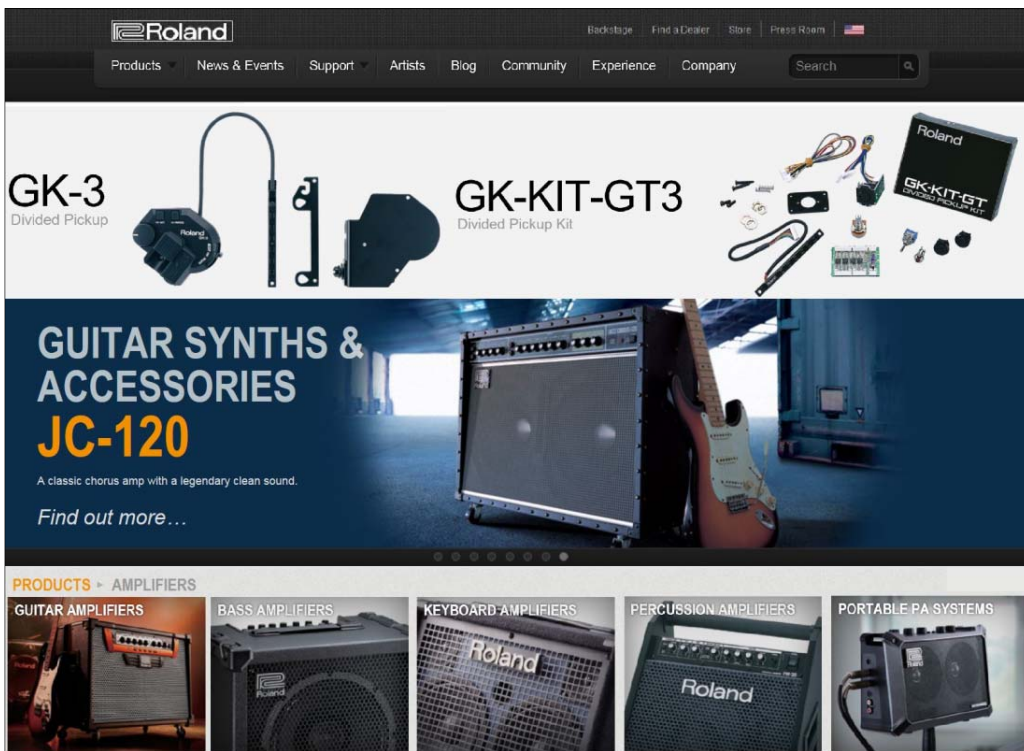 Roland
Backstage
Find a Dealer
Store
Press Room
Products
News & Events
Support
Artists
Blog
Community
Experience
Company
Search
GK-3
Divided Pickup
Roland
GK-KIT-GT3
Divided Pickup Kit
Roland
GK-KIT-GT
DIVIDED PICKUP KIT
GUITAR SYNTHS &
ACCESSORIES
JC-120
A classic chorus amp with a legendary clean sound.
Find out more…
PRODUCTS ▸ AMPLIFIERS
GUITAR AMPLIFIERS
BASS AMPLIFIERS
KEYBOARD AMPLIFIERS
PERCUSSION AMPLIFIERS
PORTABLE PA SYSTEMS
Roland
Roland
Roland